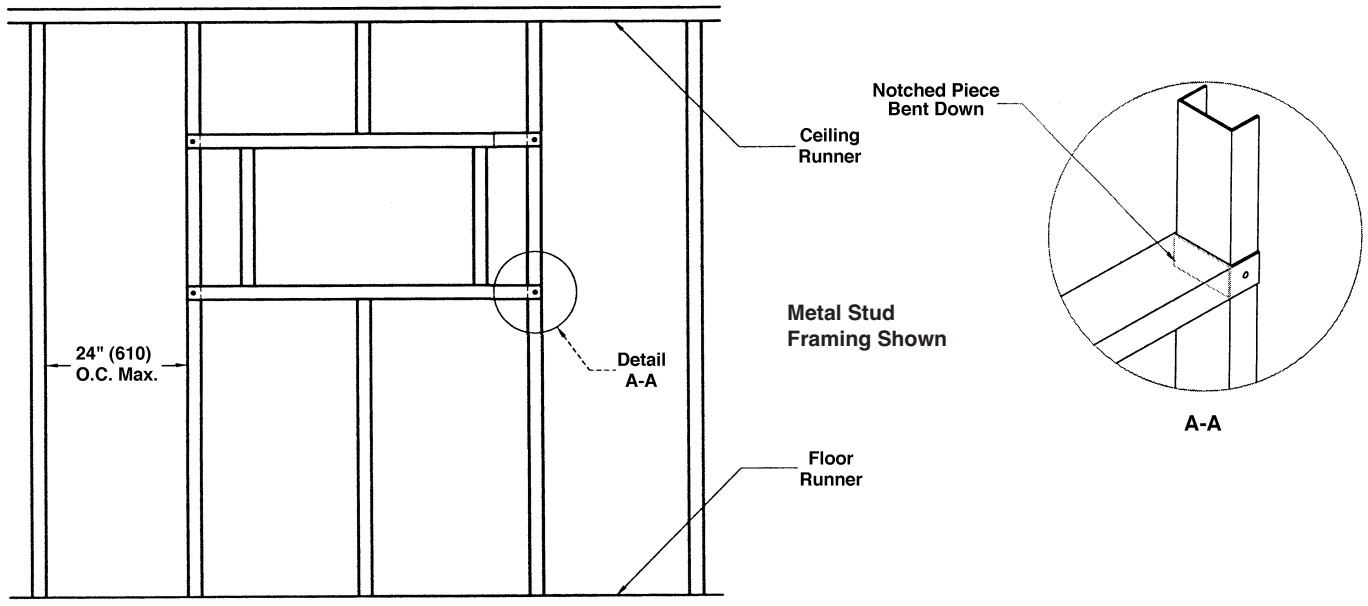 Notched Piece
Bent Down
Ceiling
Runner
Metal Stud
Framing Shown
24" (610)
O.C. Max.
Detail
A-A
A-A
Floor
Runner